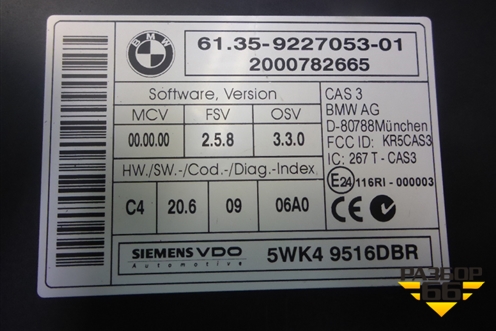 BMW
61.35-9227053-01
2000782665
Software, Version
MCV FSV OSV
00.00.00 2.5.8 3.3.0
HW./SW.-/Cod.-/Diag.-Index
C4 20.6 09 06A0
CAS 3
BMW AG
D-80788München
FCC ID: KR5CAS3
IC: 267 T - CAS3
E24 116RI - 000003
CE
SIEMENS VDO
Automotive
5WK4 9516DBR
РАЗБОР
66